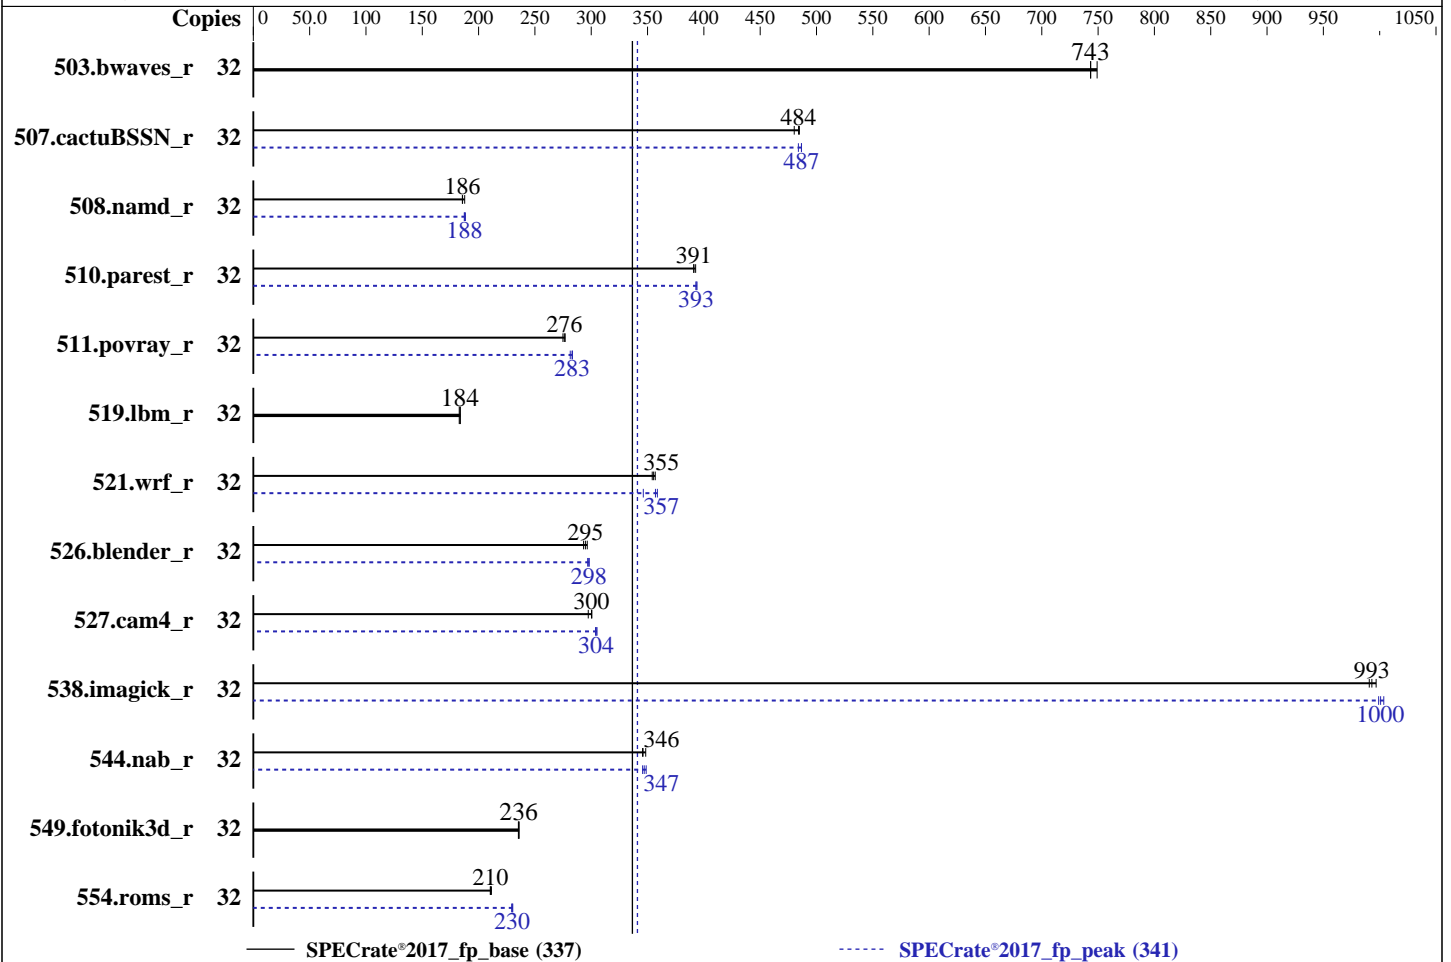 Copies 0 50.0 100 150 200 250 300 350 400 450 500 550 600 650 700 750 800 850 900 950 1050
503.bwaves_r 32 743
507.cactuBSSN_r 32 484
487
508.namd_r 32 186
188
510.parest_r 32 391
393
511.povray_r 32 276
283
519.lbm_r 32 184
521.wrf_r 32 355
357
526.blender_r 32 295
298
527.cam4_r 32 300
304
538.imagick_r 32 993
1000
544.nab_r 32 346
347
549.fotonik3d_r 32 236
554.roms_r 32 210
230
SPECrate®2017_fp_base (337) SPECrate®2017_fp_peak (341)